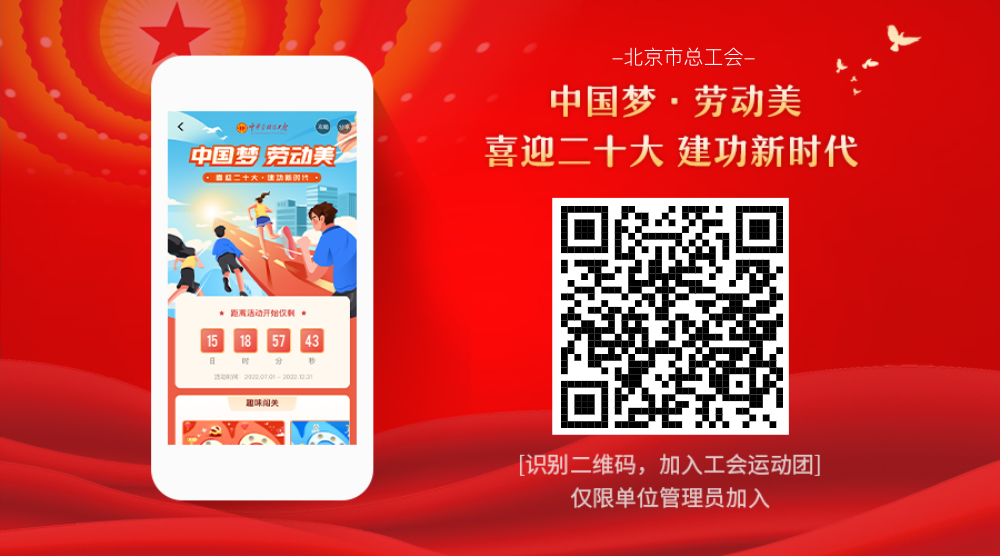 –北京市总工会–
中国梦·劳动美
喜迎二十大 建功新时代
中国梦 劳动美
·喜迎二十大·建功新时代·
距离活动开始仅剩
15 18 57 43
日 时 分 秒
活动时间: 2022.07.01 – 2022.12.31
趣味闯关
[识别二维码，加入工会运动团]
仅限单位管理员加入